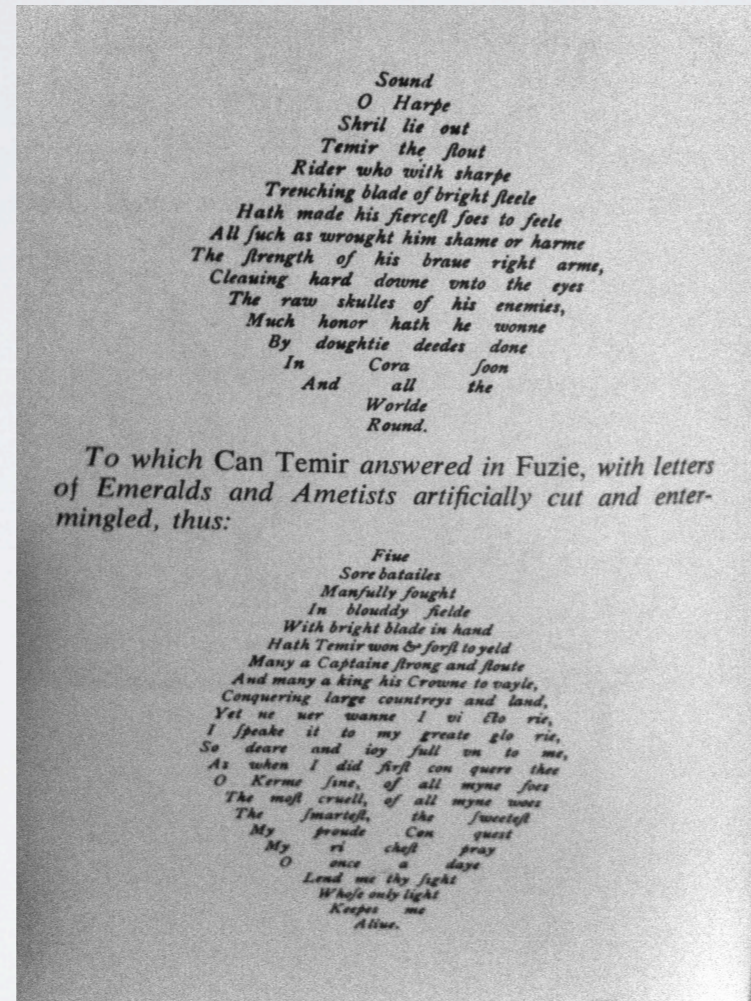 Sound
O Harpe
Shril lie out
Temir the ſtout
Rider who with sharpe
Trenching blade of bright ſteele
Hath made his fierceſt foes to feele
All ſuch as wrought him shame or harme
The ſtrength of his braue right arme,
Cleauing hard downe vnto the eyes
The raw skulles of his enemies,
Much honor hath he wonne
By doughtie deedes done
In Cora ſoon
And all the
Worlde
Round.
To which Can Temir answered in Fuzie, with letters
of Emeralds and Ametists artificially cut and enter-
mingled, thus:
Fiue
Sore batailes
Manfully fought
In blouddy fielde
With bright blade in hand
Hath Temir won & forſt to yeld
Many a Captaine ſtrong and ſtoute
And many a king his Crowne to vayle,
Conquering large countreys and land,
Yet ne uer wanne I vi cto rie,
I ſpeake it to my greate glo rie,
So deare and ioy full vn to me,
As when I did firſt con quere thee
O Kerme ſine, of all myne foes
The moſt cruell, of all myne woes
The ſmarteſt, the ſweeteſt
My proude Con queſt
My ri cheſt pray
O once a daye
Lend me thy ſight
Whoſe only light
Keepes me
Aliue.